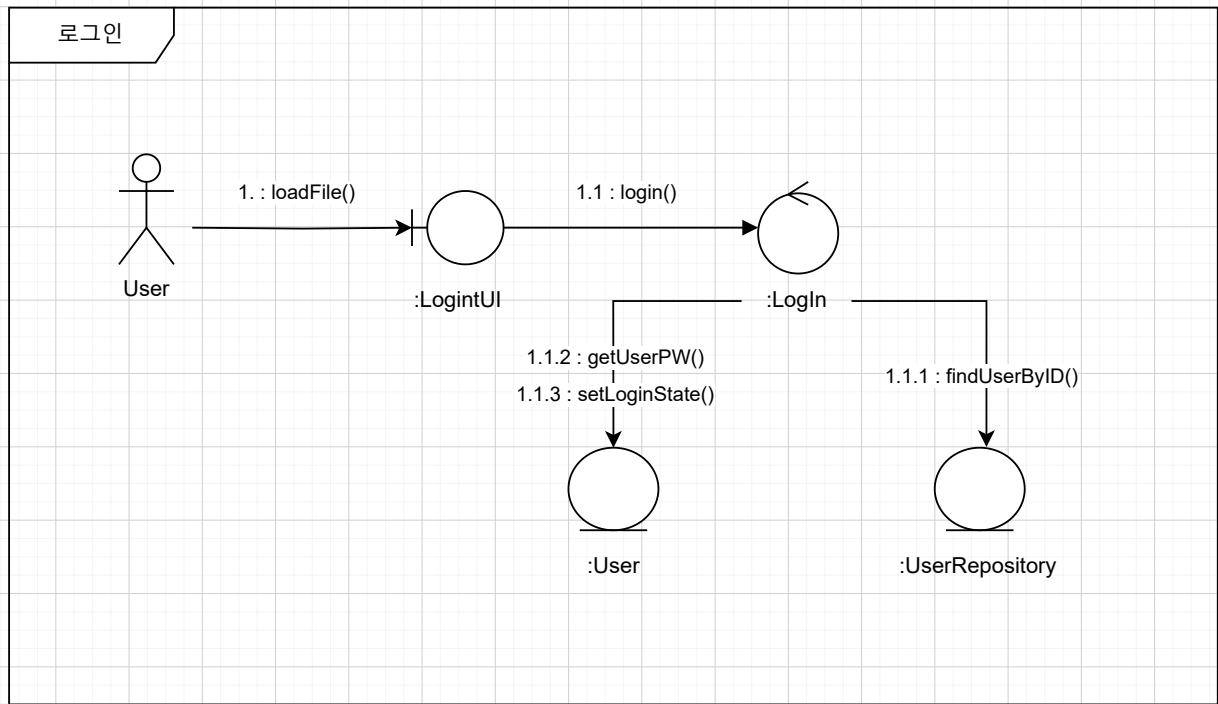 로그인
1. : loadFile()
1.1 : login()
User
:LogintUI
:LogIn
1.1.2 : getUserPW()
1.1.3 : setLoginState()
1.1.1 : findUserByID()
:User
:UserRepository